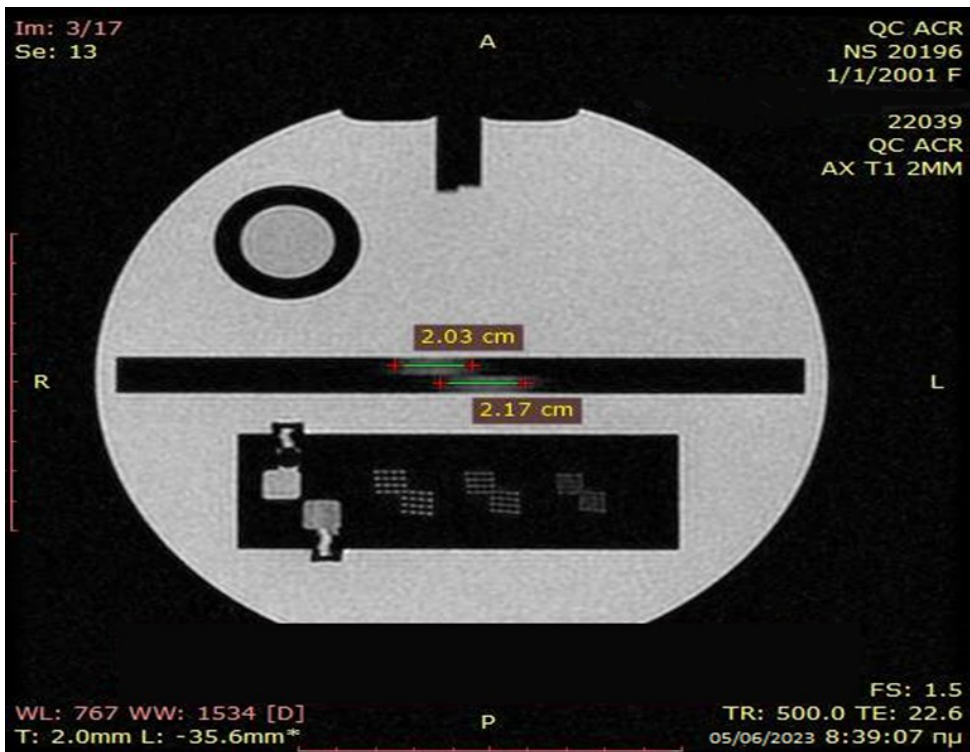 Im: 3/17
Se: 13
A
QC ACR
NS 20196
1/1/2001 F
22039
QC ACR
AX T1 2MM
2.03 cm
R
L
2.17 cm
WL: 767 WW: 1534 [D]
T: 2.0mm L: -35.6mm*
P
FS: 1.5
TR: 500.0 TE: 22.6
05/06/2023 8:39:07 πμ